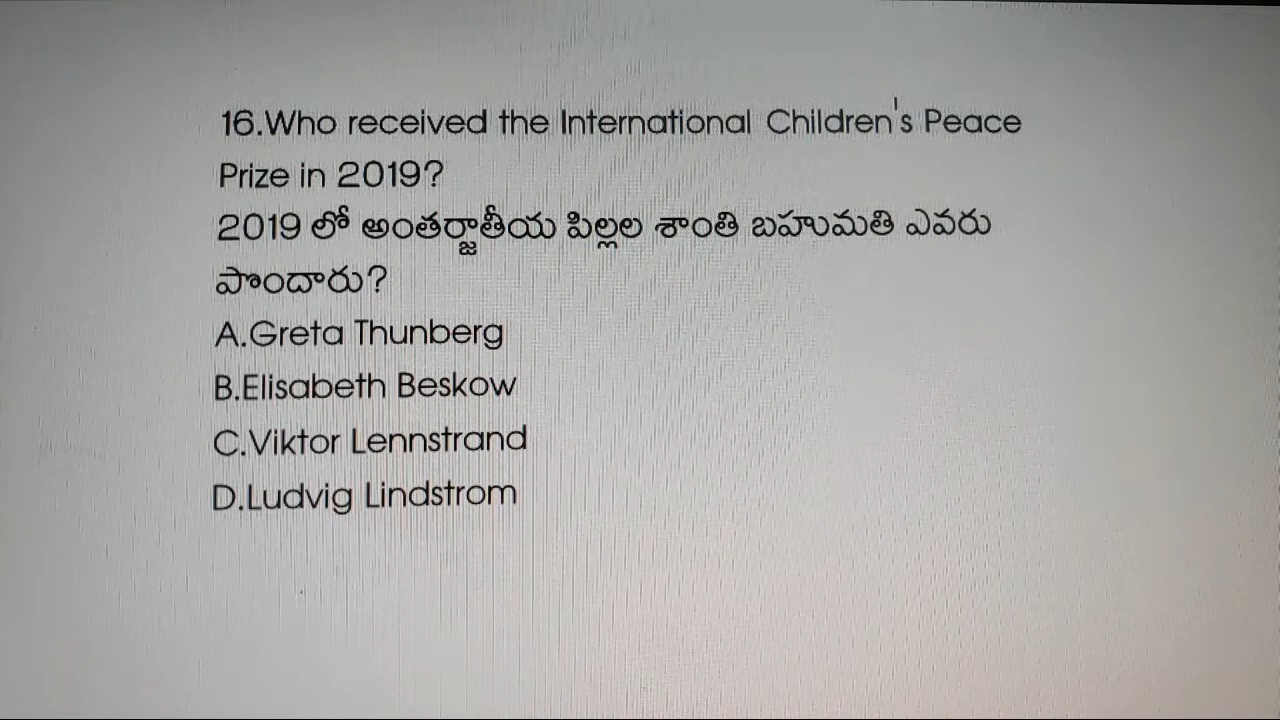 16.Who received the International Children's Peace
Prize in 2019?
2019 లో అంతర్జాతీయ పిల్లల శాంతి బహుమతి ఎవరు
పొందారు?
A.Greta Thunberg
B.Elisabeth Beskow
C.Viktor Lennstrand
D.Ludvig Lindstrom